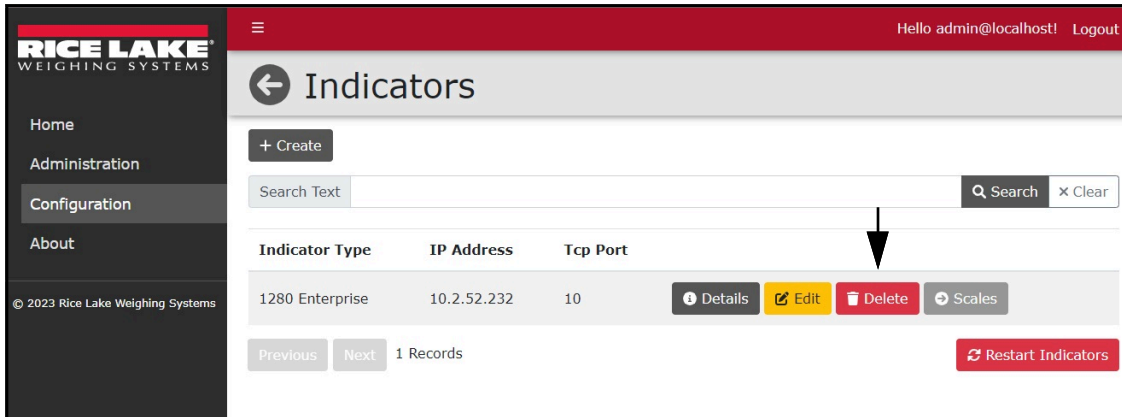 RICE LAKE®
WEIGHING SYSTEMS
Home
Administration
Configuration
About
© 2023 Rice Lake Weighing Systems
Hello admin@localhost! Logout
Indicators
+ Create
Search Text Search × Clear
Indicator Type IP Address Tcp Port
1280 Enterprise 10.2.52.232 10 Details Edit Delete Scales
Previous Next 1 Records Restart Indicators